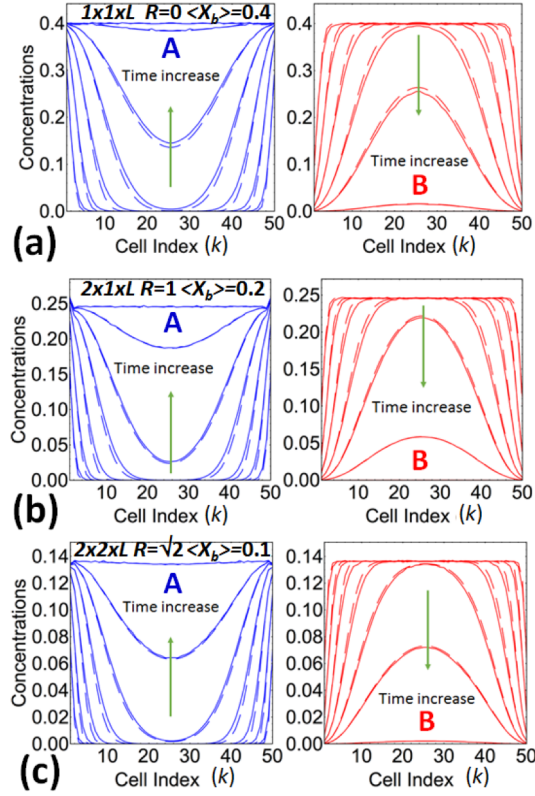 1x1xL R=0 <X_b>=0.4
0.4
0.3
0.2
0.1
0.0
Concentrations
A
Time increase
0 10 20 30 40 50
Cell Index (k)
(a)
0.4
0.3
0.2
0.1
0.0
Time increase
B
0 10 20 30 40 50
Cell Index (k)
2x1xL R=1 <X_b>=0.2
0.25
0.20
0.15
0.10
0.05
0.00
Concentrations
A
Time increase
10 20 30 40 50
Cell Index (k)
(b)
0.25
0.20
0.15
0.10
0.05
0.00
Time increase
B
10 20 30 40 50
Cell Index (k)
2x2xL R=√2 <X_b>=0.1
0.14
0.12
0.10
0.08
0.06
0.04
0.02
0.00
Concentrations
A
Time increase
10 20 30 40 50
Cell Index (k)
(c)
0.14
0.12
0.10
0.08
0.06
0.04
0.02
0.00
Time increase
B
10 20 30 40 50
Cell Index (k)